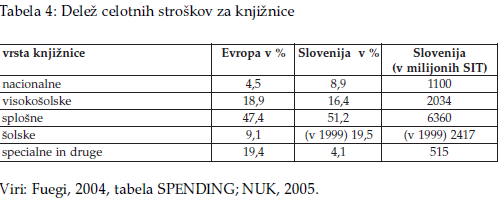 Tabela 4: Delež celotnih stroškov za knjižnice
vrsta knjižnice Evropa v % Slovenija v % Slovenija
(v milijonih SIT)
nacionalne 4,5 8,9 1100
visokošolske 18,9 16,4 2034
splošne 47,4 51,2 6360
šolske 9,1 (v 1999) 19,5 (v 1999) 2417
specialne in druge 19,4 4,1 515
Viri: Fuegi, 2004, tabela SPENDING; NUK, 2005.